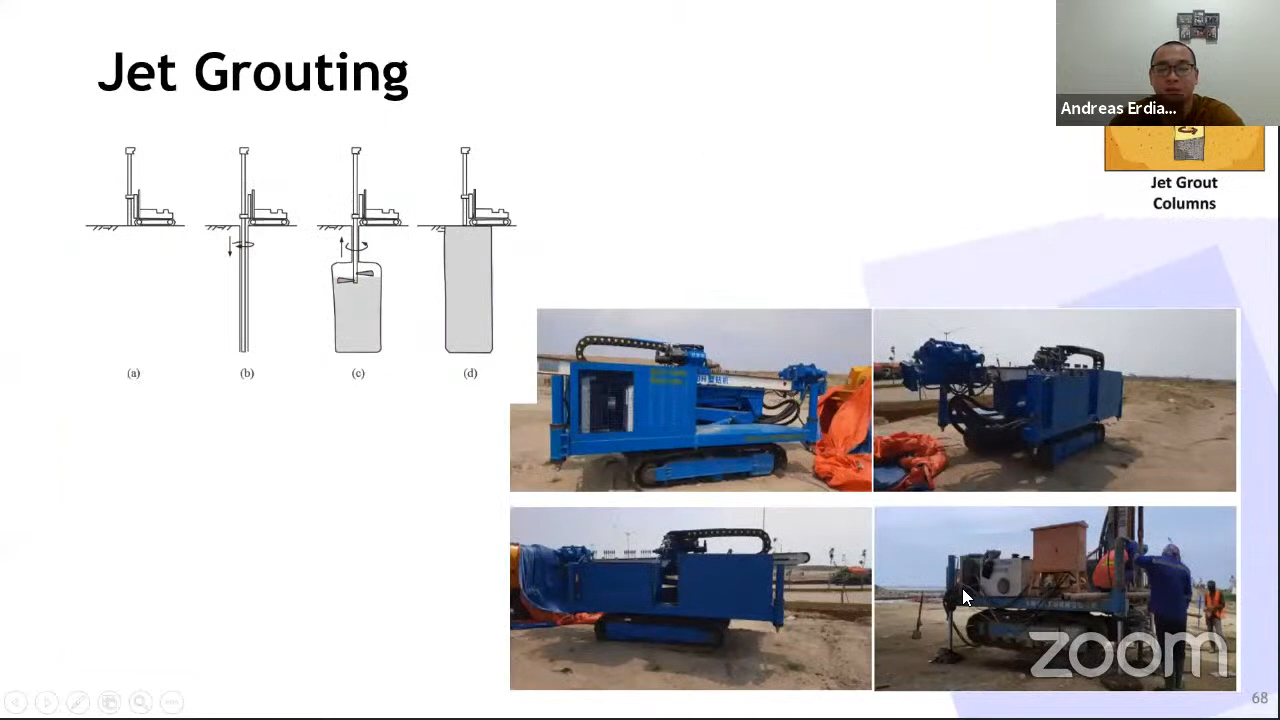 Jet Grouting
Andreas Erdia...
Jet Grout
Columns
(a)
(b)
(c)
(d)
zoom
68